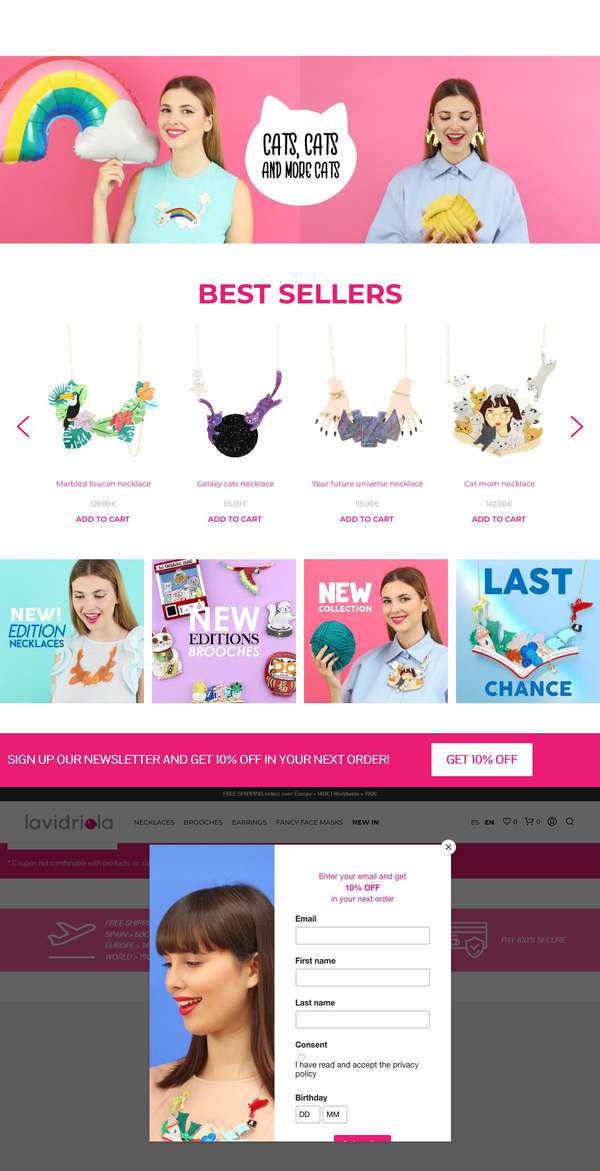 CATS, CATS
AND MORE CATS
BEST SELLERS
Marbled toucan necklace
Galaxy cats necklace
Your future universe necklace
Cat mom necklace
129.00 €
65.00 €
115.00 €
142.00 €
ADD TO CART
ADD TO CART
ADD TO CART
ADD TO CART
NEW!
EDITION
NECKLACES
NEW
EDITIONS
BROOCHES
NEW
COLLECTION
LAST
CHANCE
SIGN UP OUR NEWSLETTER AND GET 10% OFF IN YOUR NEXT ORDER!
GET 10% OFF
FREE SHIPPING orders over: Europe > 140€ | Worldwide > 190€
lavidriola
NECKLACES BROOCHES EARRINGS FANCY FACE MASKS NEW IN
ES EN 0 0
* Coupon not combinable with products on sa
FREE SHIPP
SPAIN > 60€
EUROPE > 14
WORLD > 190
PAY 100% SECURE
Enter your email and get
10% OFF
in your next order
Email
First name
Last name
Consent
I have read and accept the privacy
policy
Birthday
DD MM